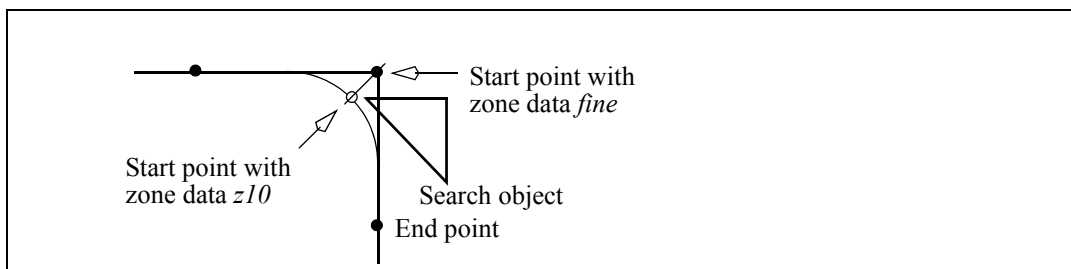 Start point with
zone data fine
Start point with
zone data z10
Search object
End point